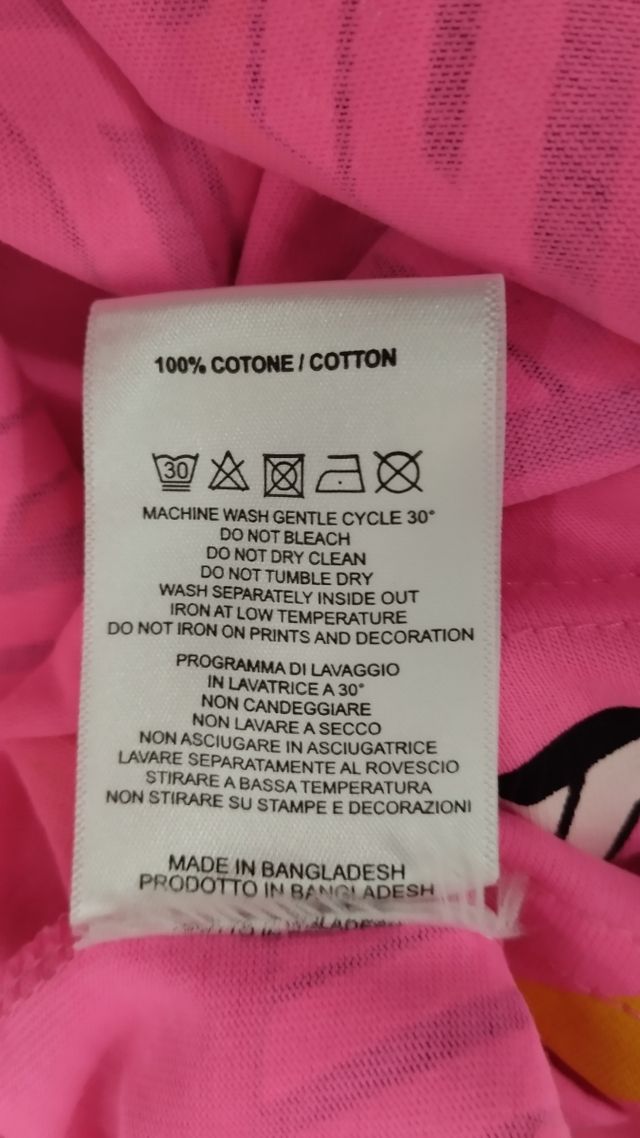 100% COTONE / COTTON
30
MACHINE WASH GENTLE CYCLE 30°
DO NOT BLEACH
DO NOT DRY CLEAN
DO NOT TUMBLE DRY
WASH SEPARATELY INSIDE OUT
IRON AT LOW TEMPERATURE
DO NOT IRON ON PRINTS AND DECORATION
PROGRAMMA DI LAVAGGIO
IN LAVATRICE A 30°
NON CANDEGGIARE
NON LAVARE A SECCO
NON ASCIUGARE IN ASCIUGATRICE
LAVARE SEPARATAMENTE AL ROVESCIO
STIRARE A BASSA TEMPERATURA
NON STIRARE SU STAMPE E DECORAZIONI
MADE IN BANGLADESH
PRODOTTO IN BANGLADESH